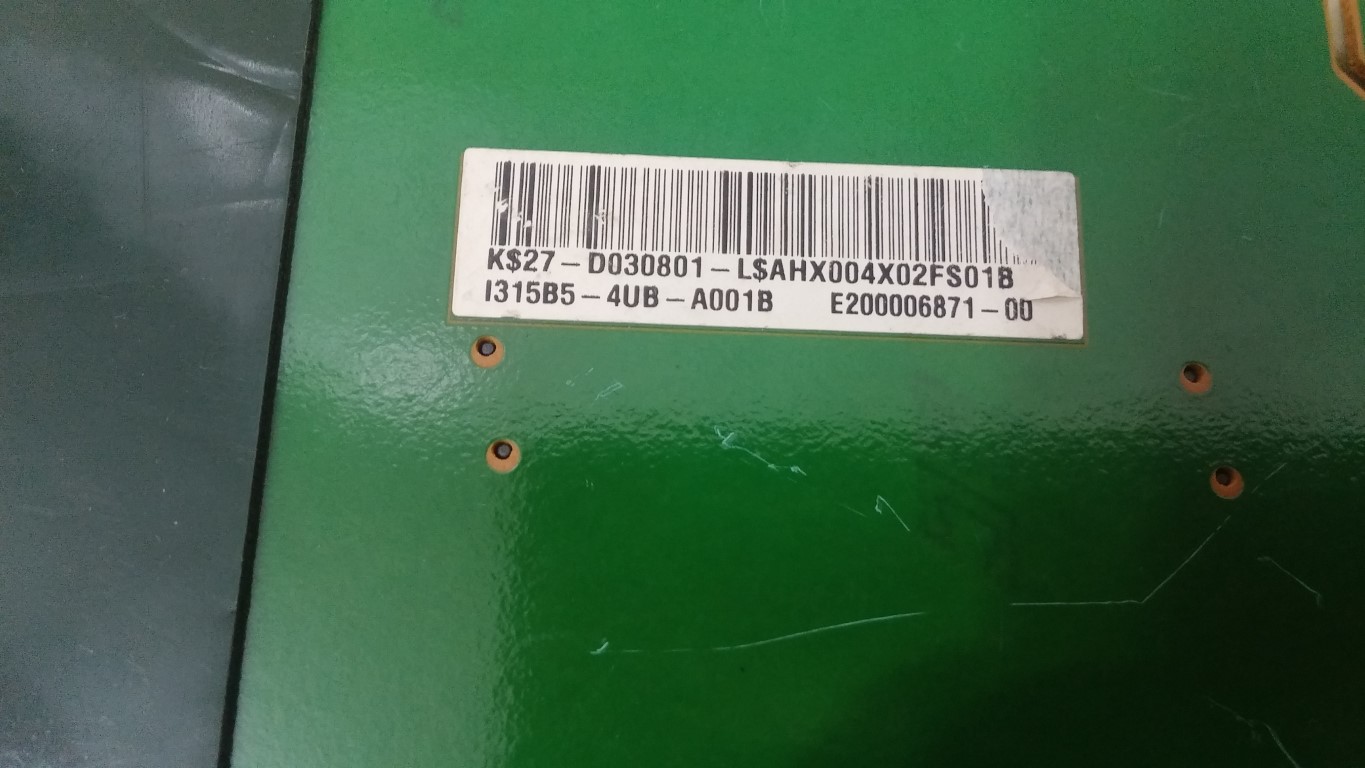 K$27-D030801-L$AHX004X02FS01B
I315B5-4UB-A001B E200006871-00